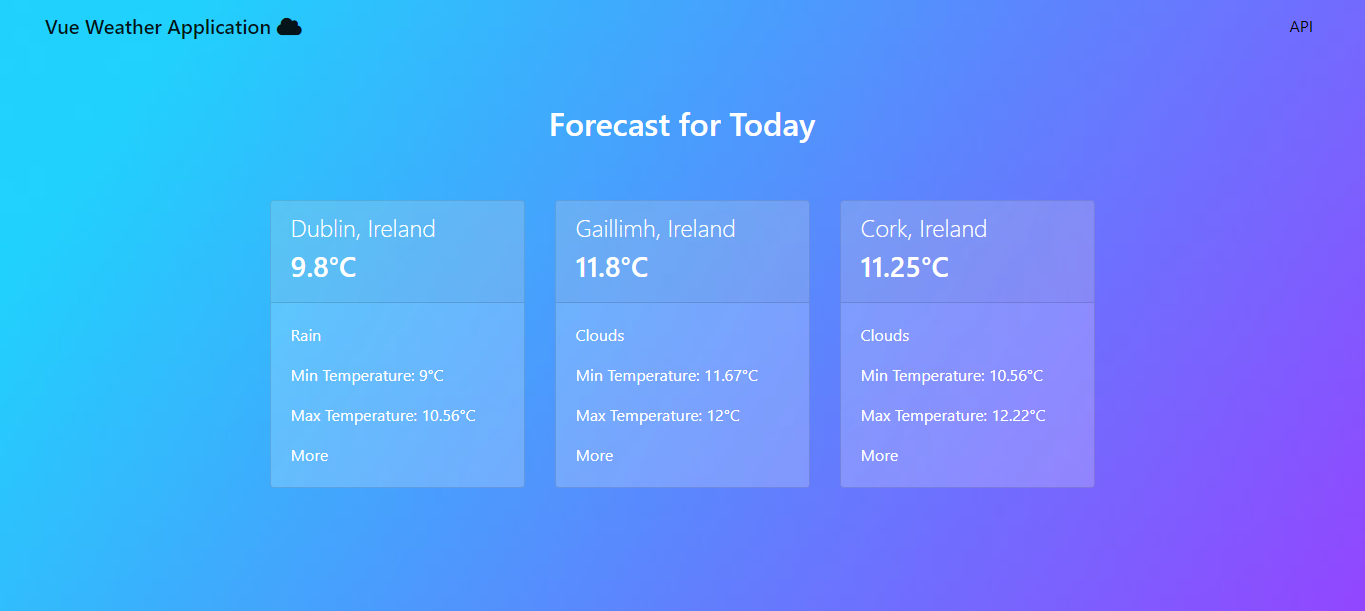 Vue Weather Application
API
Forecast for Today
Dublin, Ireland
9.8°C
Rain
Min Temperature: 9°C
Max Temperature: 10.56°C
More
Gaillimh, Ireland
11.8°C
Clouds
Min Temperature: 11.67°C
Max Temperature: 12°C
More
Cork, Ireland
11.25°C
Clouds
Min Temperature: 10.56°C
Max Temperature: 12.22°C
More